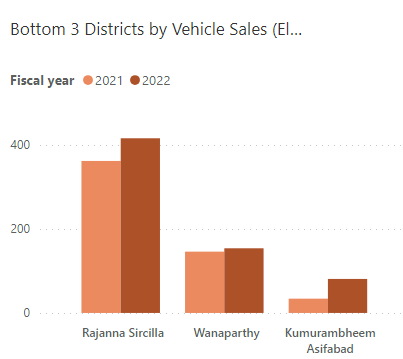 Bottom 3 Districts by Vehicle Sales (El...
Fiscal year 2021 2022
400
200
0
Rajanna Sircilla Wanaparthy Kumurambheem
Asifabad